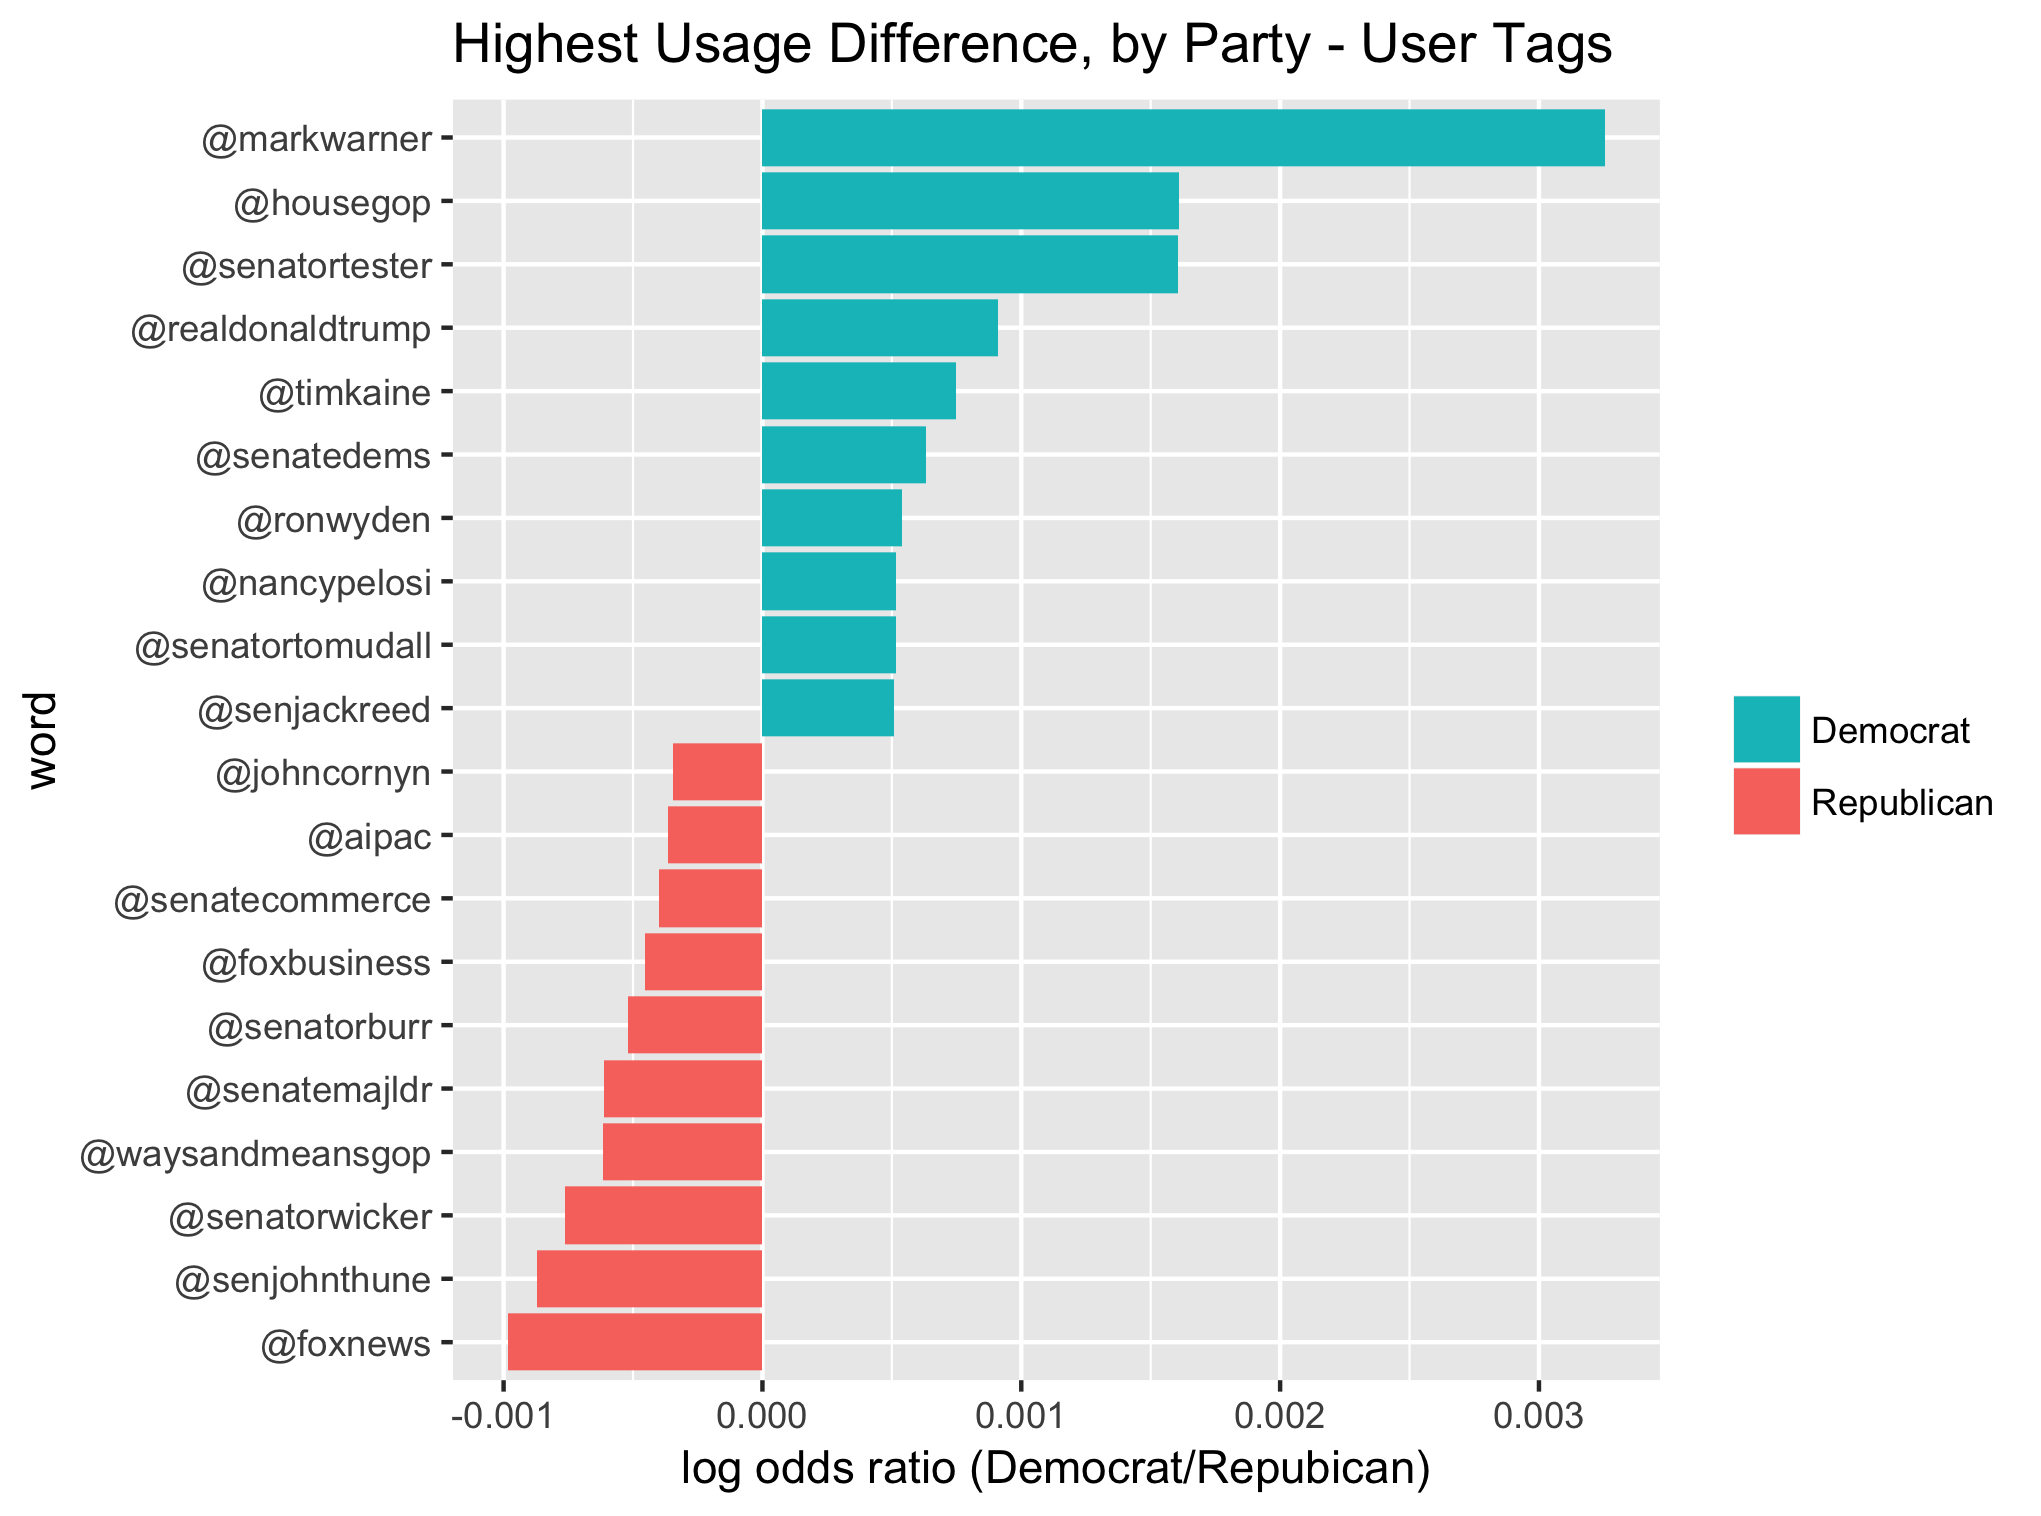 Highest Usage Difference, by Party - User Tags
@markwarner
@housegop
@senatortester
@realdonaldtrump
@timkaine
@senatedems
@ronwyden
@nancypelosi
@senatortomudall
@senjackreed
@johncornyn
@aipac
@senatecommerce
@foxbusiness
@senatorburr
@senatemajldr
@waysandmeansgop
@senatorwicker
@senjohnthune
@foxnews
word
-0.001 0.000 0.001 0.002 0.003
log odds ratio (Democrat/Repubican)
Democrat
Republican